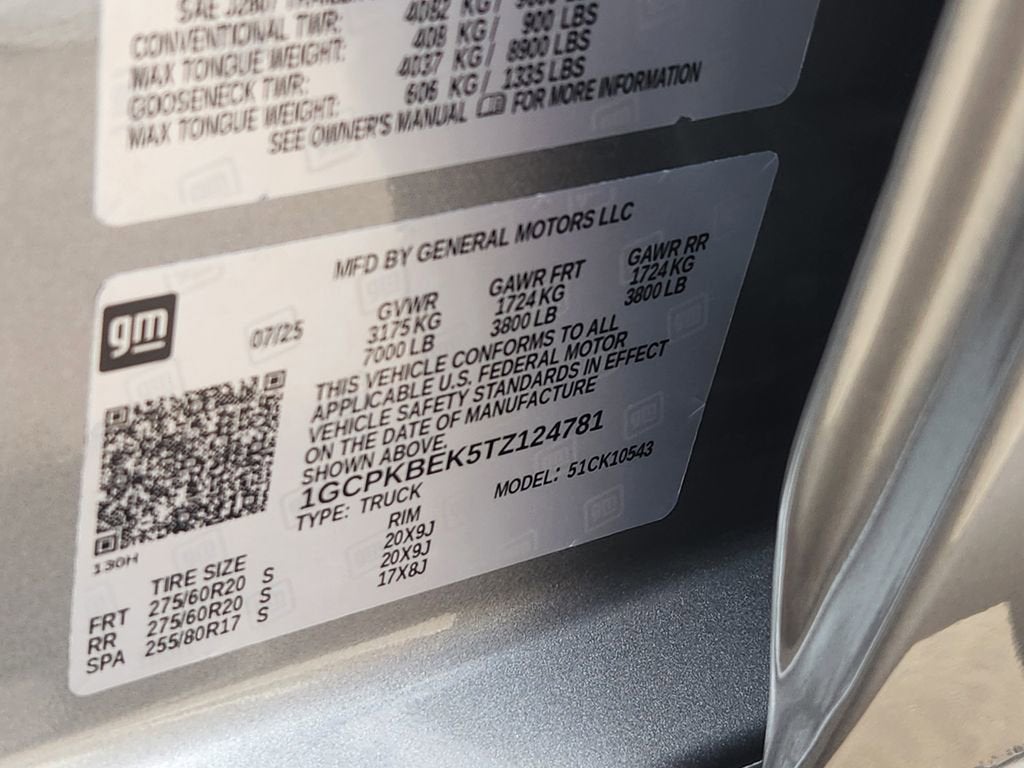 CONVENTIONAL TWR: 4082 KG/
MAX TONGUE WEIGHT: 408 KG/ 900 LBS
GOOSENECK TWR: 4037 KG/ 8900 LBS
MAX TONGUE WEIGHT: 606 KG/ 1335 LBS
SEE OWNER'S MANUAL FOR MORE INFORMATION
MFD BY GENERAL MOTORS LLC
gm
07/25
GVWR GAWR FRT GAWR RR
3175 KG 1724 KG 1724 KG
7000 LB 3800 LB 3800 LB
THIS VEHICLE CONFORMS TO ALL
APPLICABLE U.S. FEDERAL MOTOR
VEHICLE SAFETY STANDARDS IN EFFECT
ON THE DATE OF MANUFACTURE
SHOWN ABOVE.
1GCPKBEK5TZ124781
TYPE: TRUCK MODEL: 51CK10543
130H
TIRE SIZE RIM
FRT 275/60R20 S 20X9J
RR 275/60R20 S 20X9J
SPA 255/80R17 S 17X8J